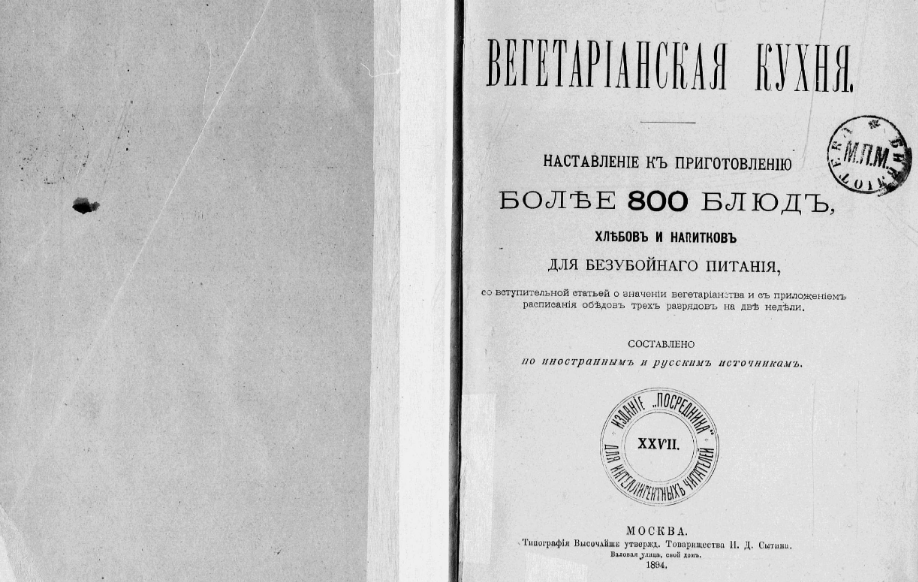 ВЕГЕТАРІАНСКАЯ КУХНЯ.
НАСТАВЛЕНІЕ КЪ ПРИГОТОВЛЕНІЮ
БОЛѢЕ 800 БЛЮДЪ,
ХЛѢБОВЪ И НАПИТКОВЪ
ДЛЯ БЕЗУБОЙНАГО ПИТАНІЯ,
со вступительной статьей о значеніи вегетаріанства и съ приложеніемъ
расписанія обѣдовъ трехъ разрядовъ на двѣ недѣли.
СОСТАВЛЕНО
по иностраннымъ и русскимъ источникамъ.
БИБЛІОТЕКА
М.П.М.
ИЗДАНІЕ „ПОСРЕДНИКА“
XXVII.
ДЛЯ ИНТЕЛЛИГЕНТНЫХЪ ЧИТАТЕЛЕЙ
МОСКВА.
Типографія Высочайше утвержд. Товарищества И. Д. Сытина.
Валовая улица, свой домъ.
1894.